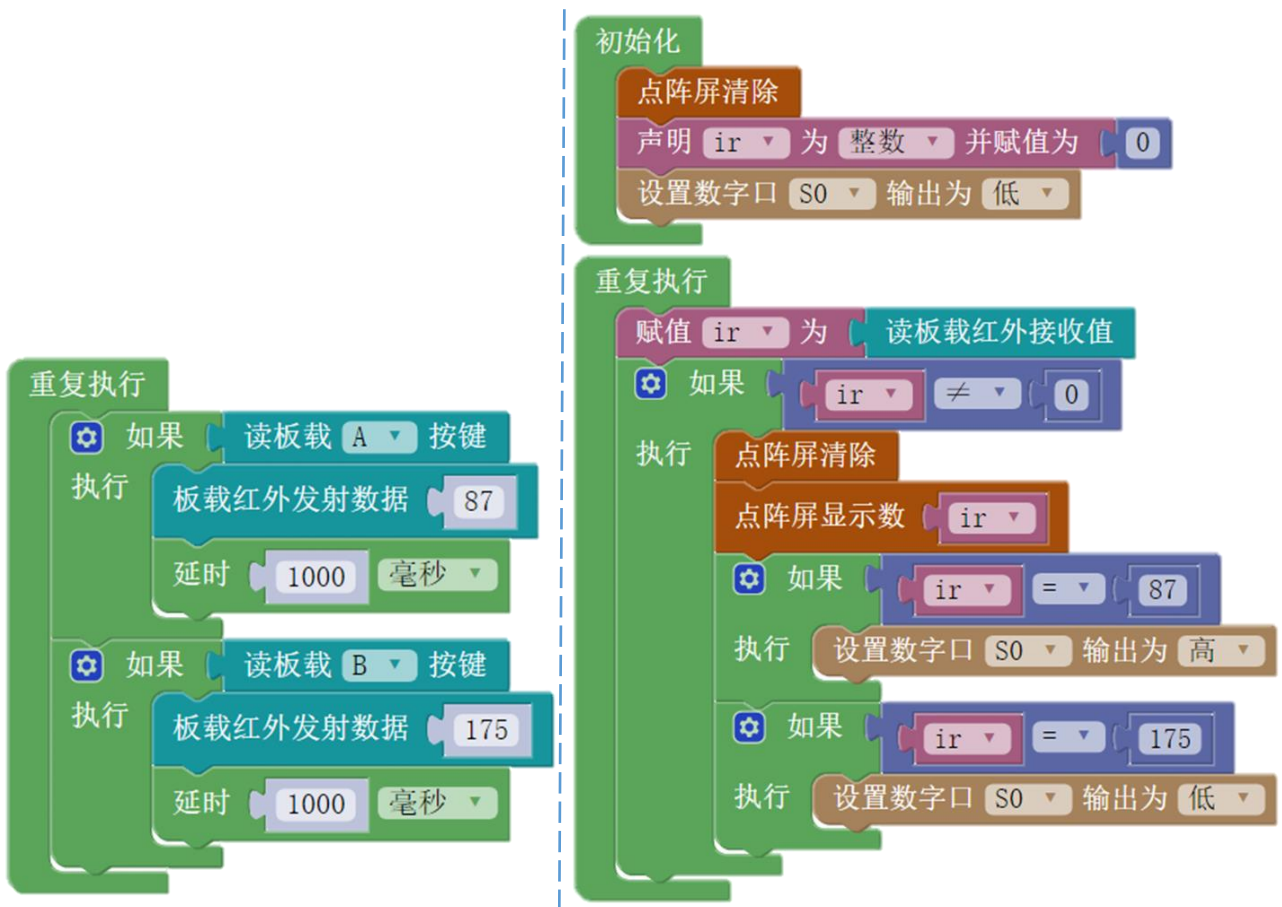 重复执行
如果 读板载 A 按键
执行 板载红外发射数据 87
延时 1000 毫秒
如果 读板载 B 按键
执行 板载红外发射数据 175
延时 1000 毫秒
初始化
点阵屏清除
声明 ir 为 整数 并赋值为 0
设置数字口 S0 输出为 低
重复执行
赋值 ir 为 读板载红外接收值
如果 ir ≠ 0
执行 点阵屏清除
点阵屏显示数 ir
如果 ir = 87
执行 设置数字口 S0 输出为 高
如果 ir = 175
执行 设置数字口 S0 输出为 低